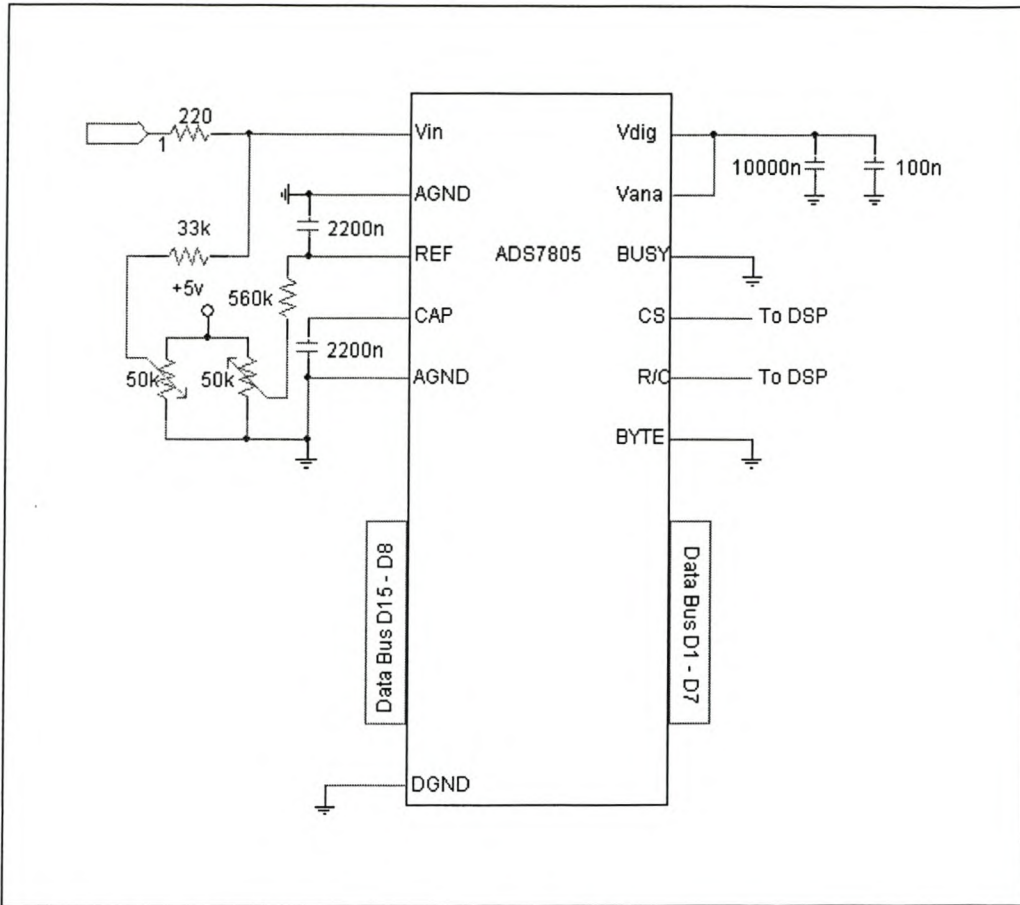 220
1
Vin
Vdig
10000n
100n
AGND
Vana
33k
2200n
REF
ADS7805
BUSY
+5v
560k
CAP
CS
To DSP
2200n
50k
50k
AGND
R/C
To DSP
BYTE
Data Bus D15 - D8
Data Bus D1 - D7
DGND